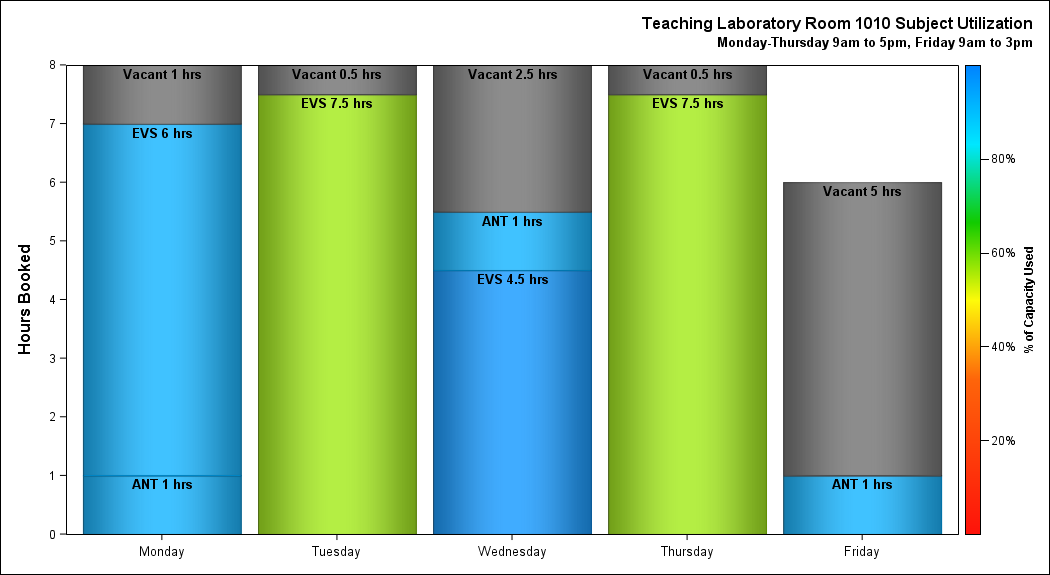 Teaching Laboratory Room 1010 Subject Utilization
Monday-Thursday 9am to 5pm, Friday 9am to 3pm
Hours Booked
8
7
6
5
4
3
2
1
0
Vacant 1 hrs
EVS 6 hrs
ANT 1 hrs
Vacant 0.5 hrs
EVS 7.5 hrs
Vacant 2.5 hrs
ANT 1 hrs
EVS 4.5 hrs
Vacant 0.5 hrs
EVS 7.5 hrs
Vacant 5 hrs
ANT 1 hrs
Monday
Tuesday
Wednesday
Thursday
Friday
80%
60%
40%
20%
% of Capacity Used